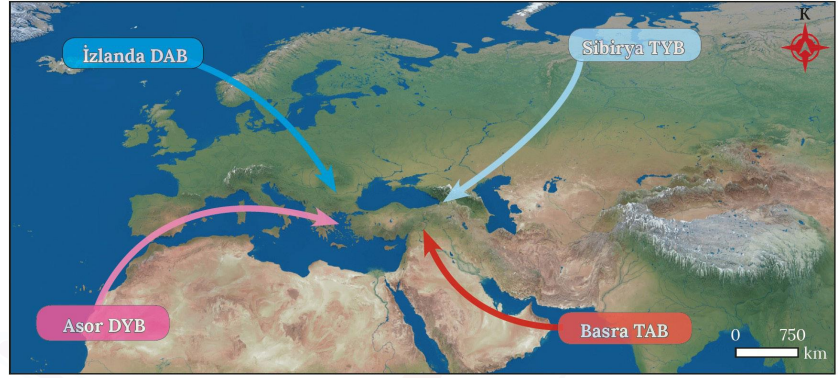 K
İzlanda DAB
Sibirya TYB
Asor DYB
Basra TAB
0 750
km